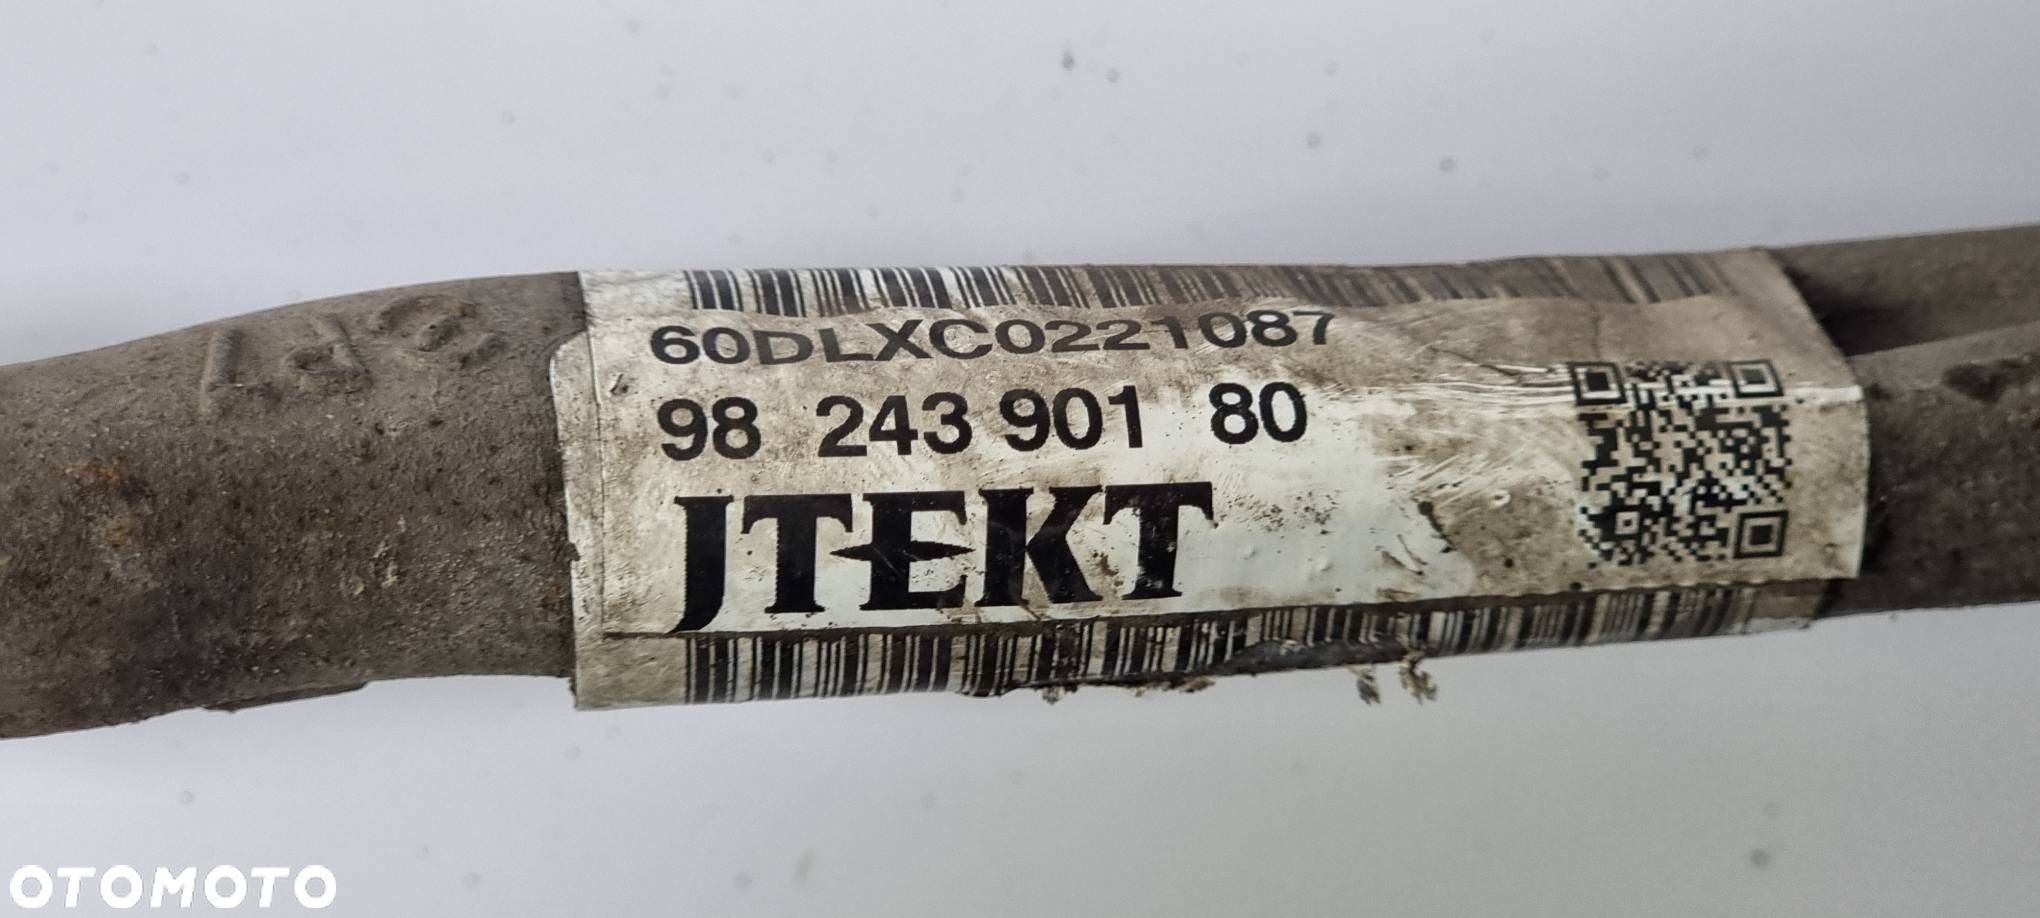 60DLXC0221087
98 243 901 80
JTEKT
OTOMOTO